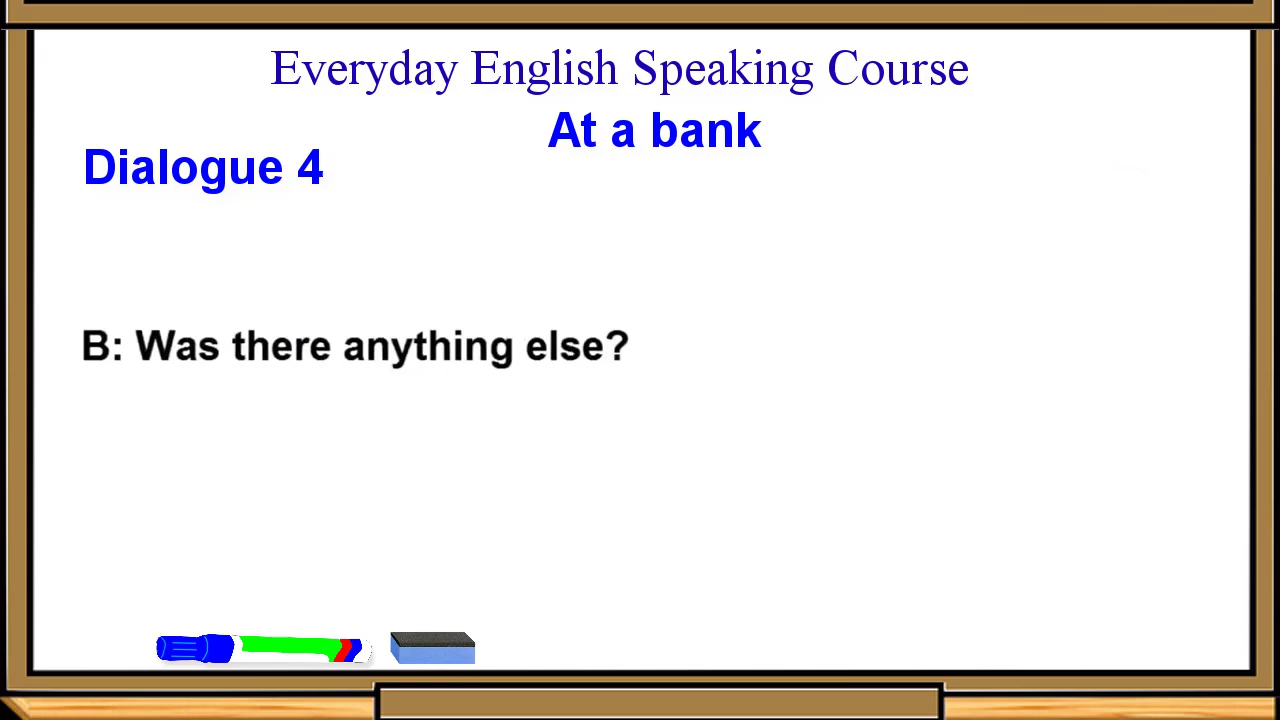 Everyday English Speaking Course
At a bank
Dialogue 4
B: Was there anything else?